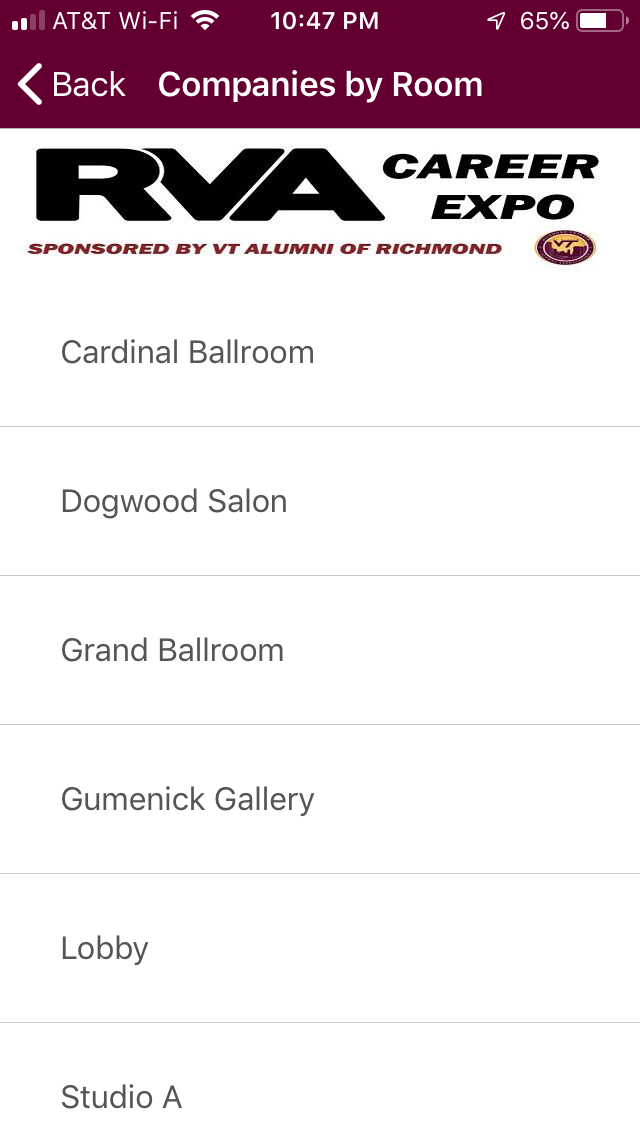 AT&T Wi-Fi 10:47 PM 65%
Back Companies by Room
RVA CAREER
EXPO
SPONSORED BY VT ALUMNI OF RICHMOND VT
Cardinal Ballroom
Dogwood Salon
Grand Ballroom
Gumenick Gallery
Lobby
Studio A